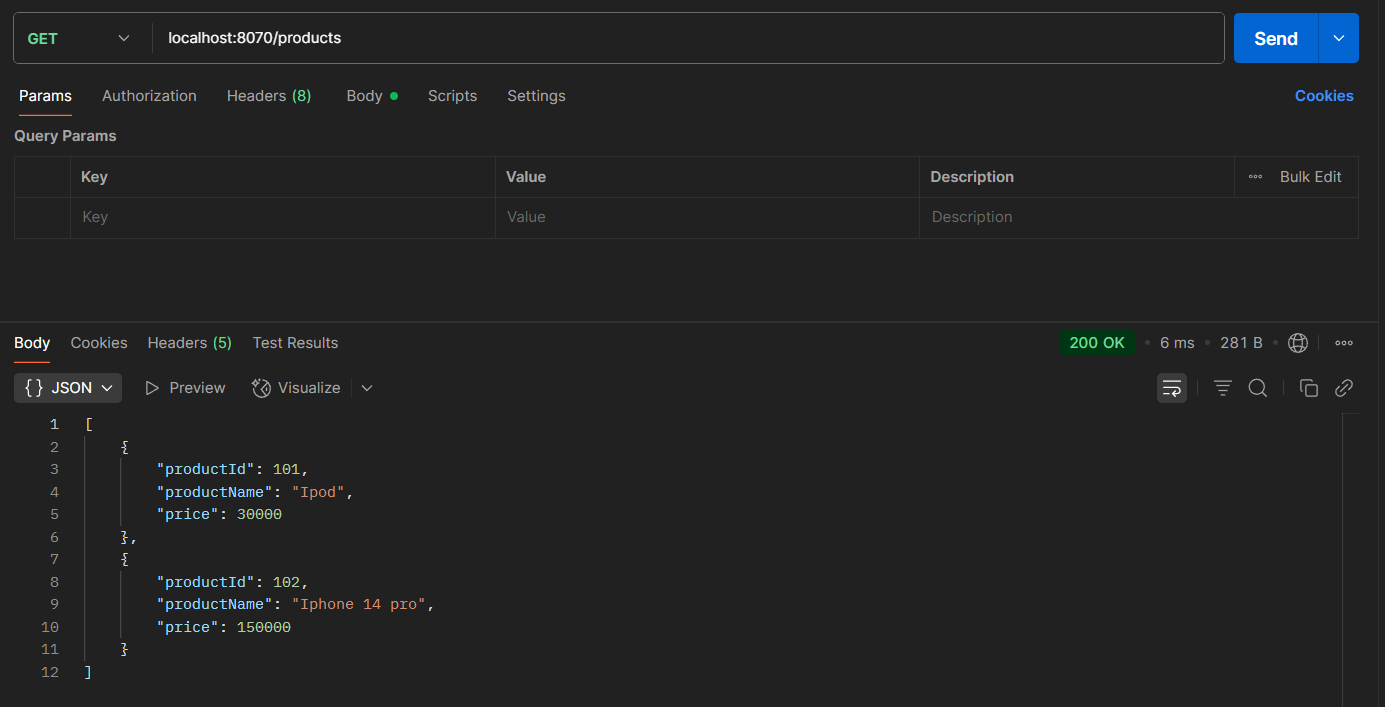 GET localhost:8070/products Send
Params Authorization Headers (8) Body Scripts Settings Cookies
Query Params
Key Value Description Bulk Edit
Key Value Description
Body Cookies Headers (5) Test Results 200 OK • 6 ms • 281 B •
{} JSON Preview Visualize
1 [
2 {
3 "productId": 101,
4 "productName": "Ipod",
5 "price": 30000
6 },
7 {
8 "productId": 102,
9 "productName": "Iphone 14 pro",
10 "price": 150000
11 }
12 ]